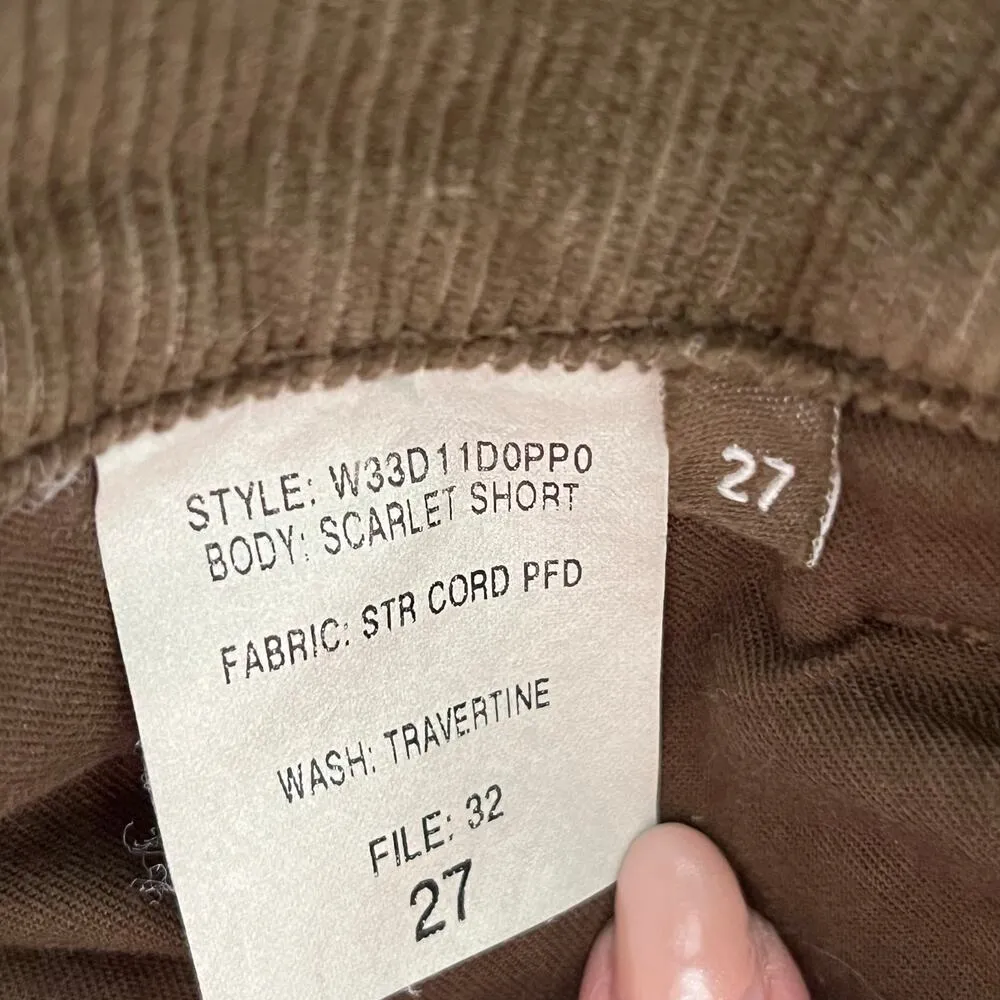 STYLE: W33D11D0PP0
BODY: SCARLET SHORT
FABRIC: STR CORD PFD
WASH: TRAVERTINE
FILE: 32
27
27